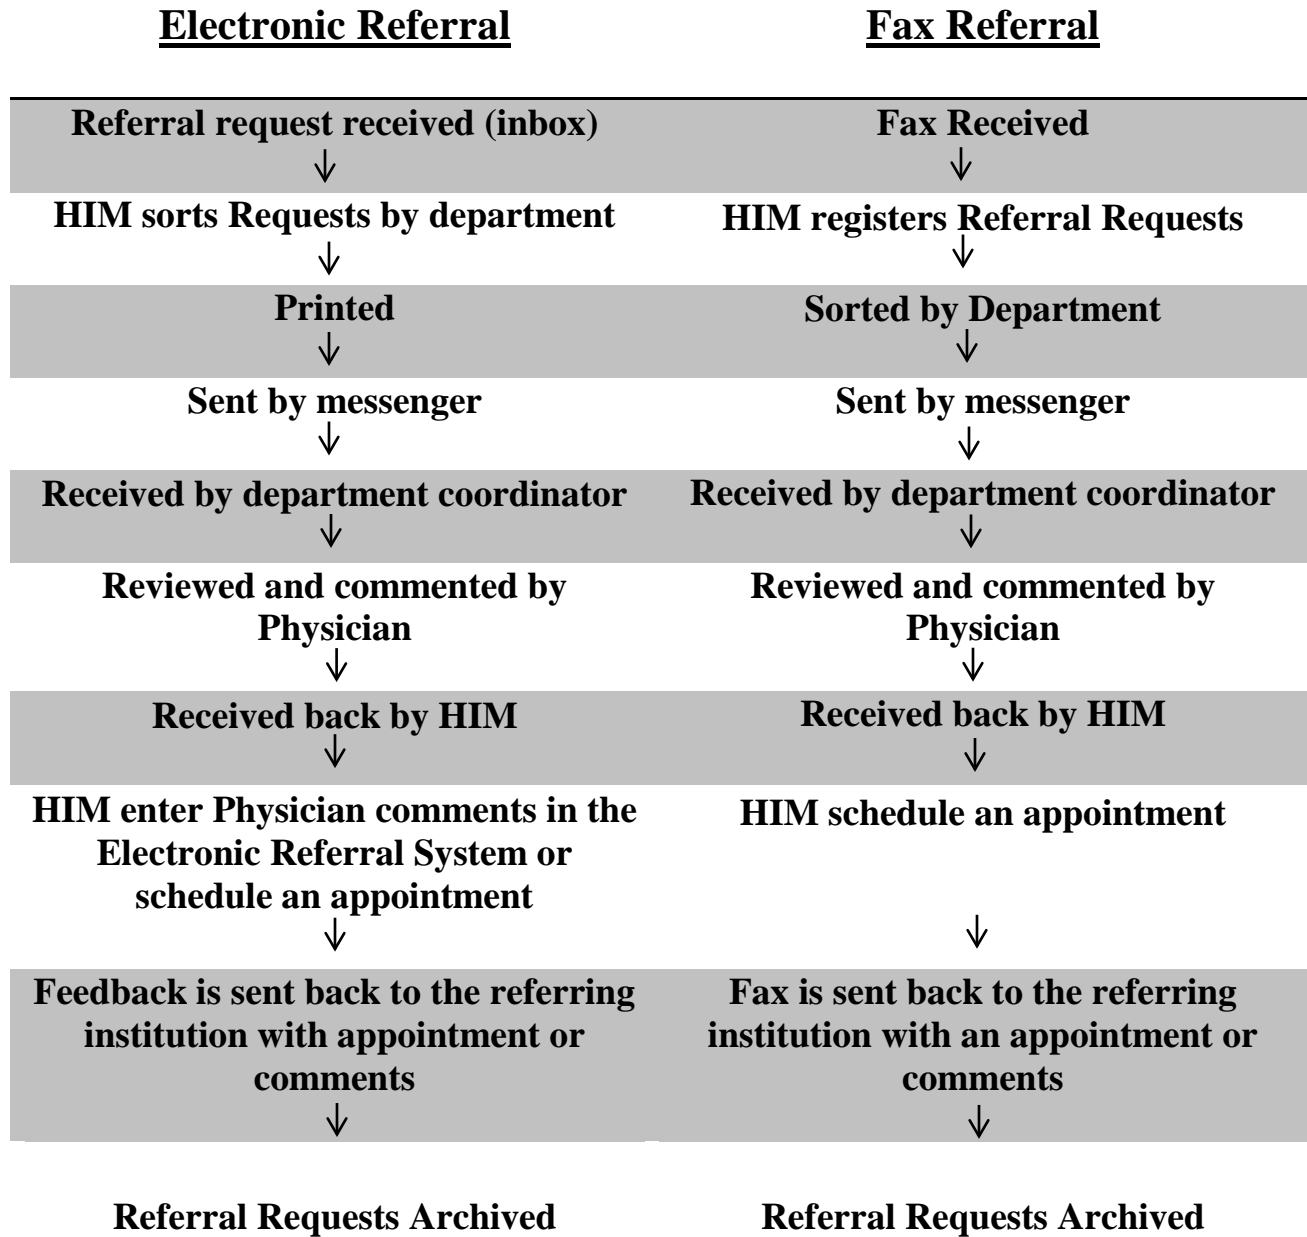 Electronic Referral
Fax Referral
Referral request received (inbox)
Fax Received
HIM sorts Requests by department
HIM registers Referral Requests
Printed
Sorted by Department
Sent by messenger
Sent by messenger
Received by department coordinator
Received by department coordinator
Reviewed and commented by
Physician
Reviewed and commented by
Physician
Received back by HIM
Received back by HIM
HIM enter Physician comments in the
Electronic Referral System or
schedule an appointment
HIM schedule an appointment
Feedback is sent back to the referring
institution with appointment or
comments
Fax is sent back to the referring
institution with an appointment or
comments
Referral Requests Archived
Referral Requests Archived